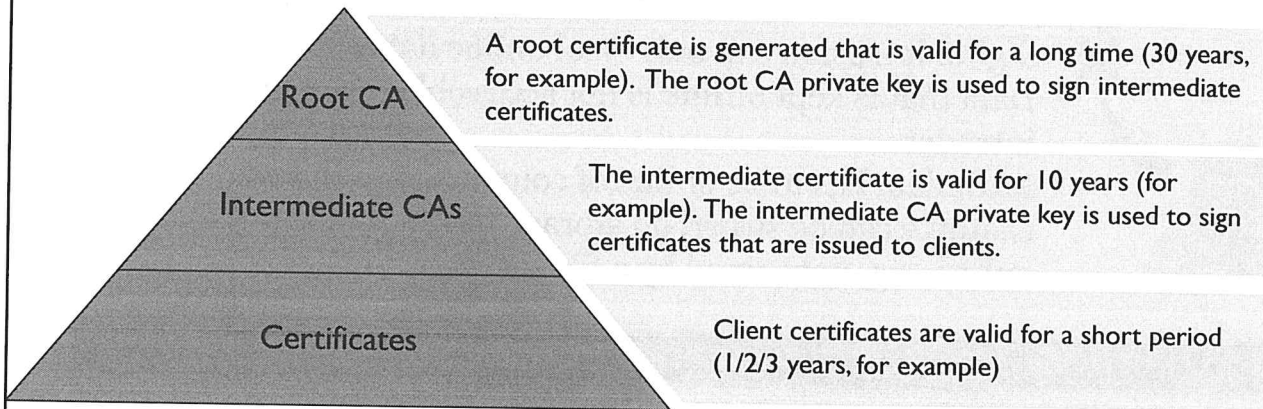 Root CA
A root certificate is generated that is valid for a long time (30 years,
for example). The root CA private key is used to sign intermediate
certificates.
Intermediate CAs
The intermediate certificate is valid for 10 years (for
example). The intermediate CA private key is used to sign
certificates that are issued to clients.
Certificates
Client certificates are valid for a short period
(1/2/3 years, for example)